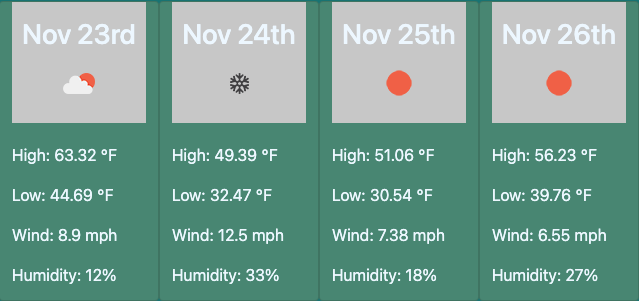 Nov 23rd
High: 63.32 °F
Low: 44.69 °F
Wind: 8.9 mph
Humidity: 12%
Nov 24th
High: 49.39 °F
Low: 32.47 °F
Wind: 12.5 mph
Humidity: 33%
Nov 25th
High: 51.06 °F
Low: 30.54 °F
Wind: 7.38 mph
Humidity: 18%
Nov 26th
High: 56.23 °F
Low: 39.76 °F
Wind: 6.55 mph
Humidity: 27%